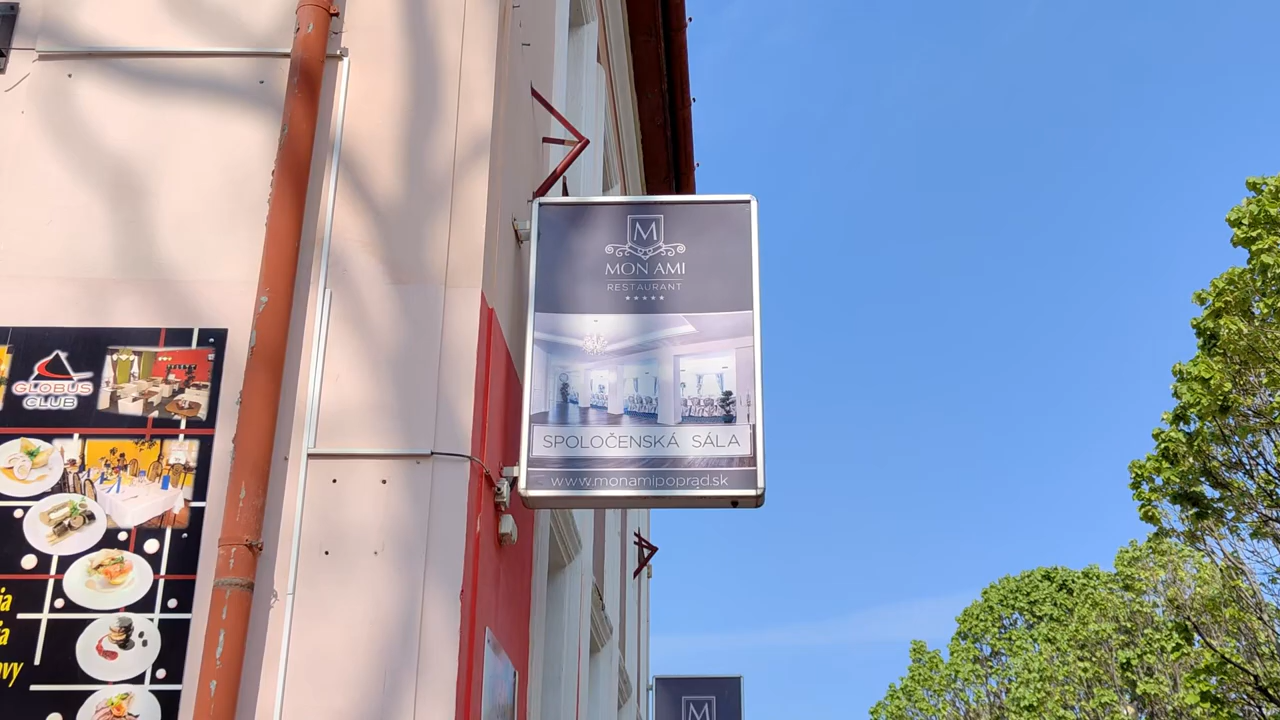 M
MON AMI
RESTAURANT
SPOLOČENSKÁ SÁLA
www.monamipoprad.sk
GLOBUS
CLUB
M